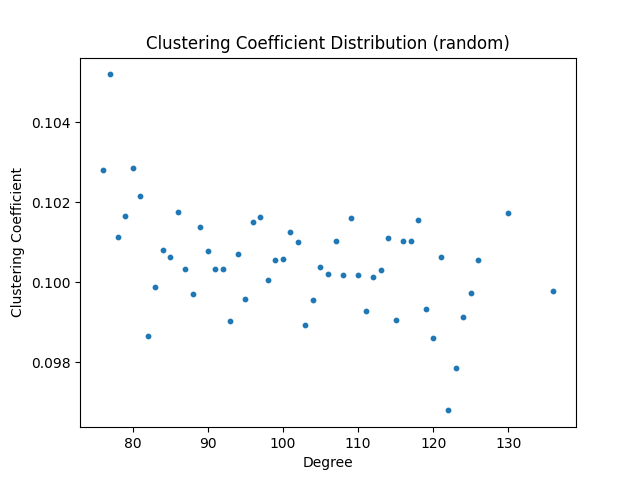 Clustering Coefficient Distribution (random)
0.104
0.102
0.100
0.098
Clustering Coefficient
80 90 100 110 120 130
Degree